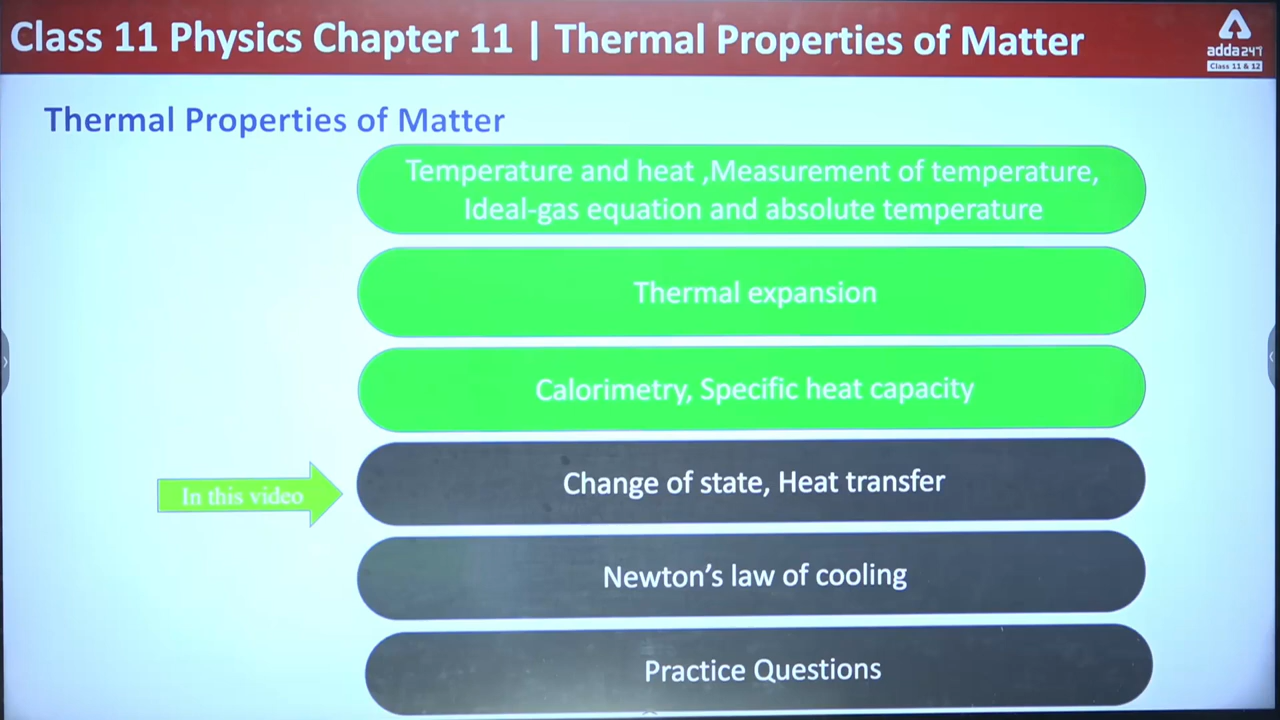 Class 11 Physics Chapter 11 | Thermal Properties of Matter
adda247
Class 11 & 12
Thermal Properties of Matter
Temperature and heat ,Measurement of temperature,
Ideal-gas equation and absolute temperature
Thermal expansion
Calorimetry, Specific heat capacity
In this video
Change of state, Heat transfer
Newton’s law of cooling
Practice Questions